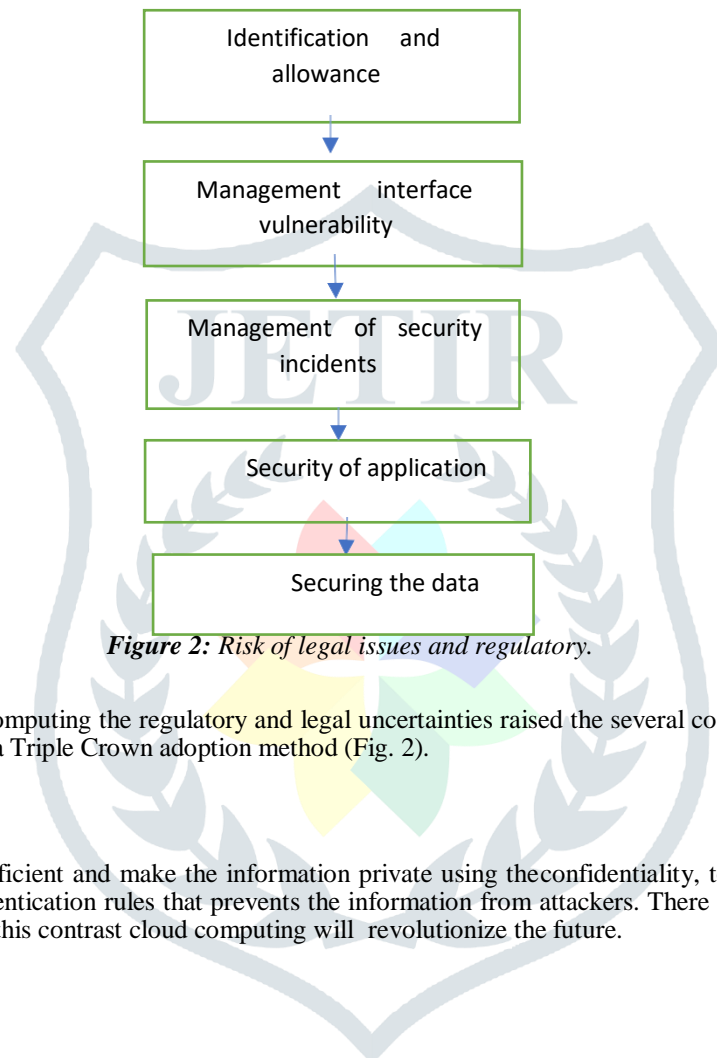 Identification and
allowance
Management interface
vulnerability
Management of security
incidents
JETIR
Security of application
Securing the data
Figure 2: Risk of legal issues and regulatory.
omputing the regulatory and legal uncertainties raised the several co
a Triple Crown adoption method (Fig. 2).
ficient and make the information private using theconfidentiality, t
entication rules that prevents the information from attackers. There
this contrast cloud computing will revolutionize the future.